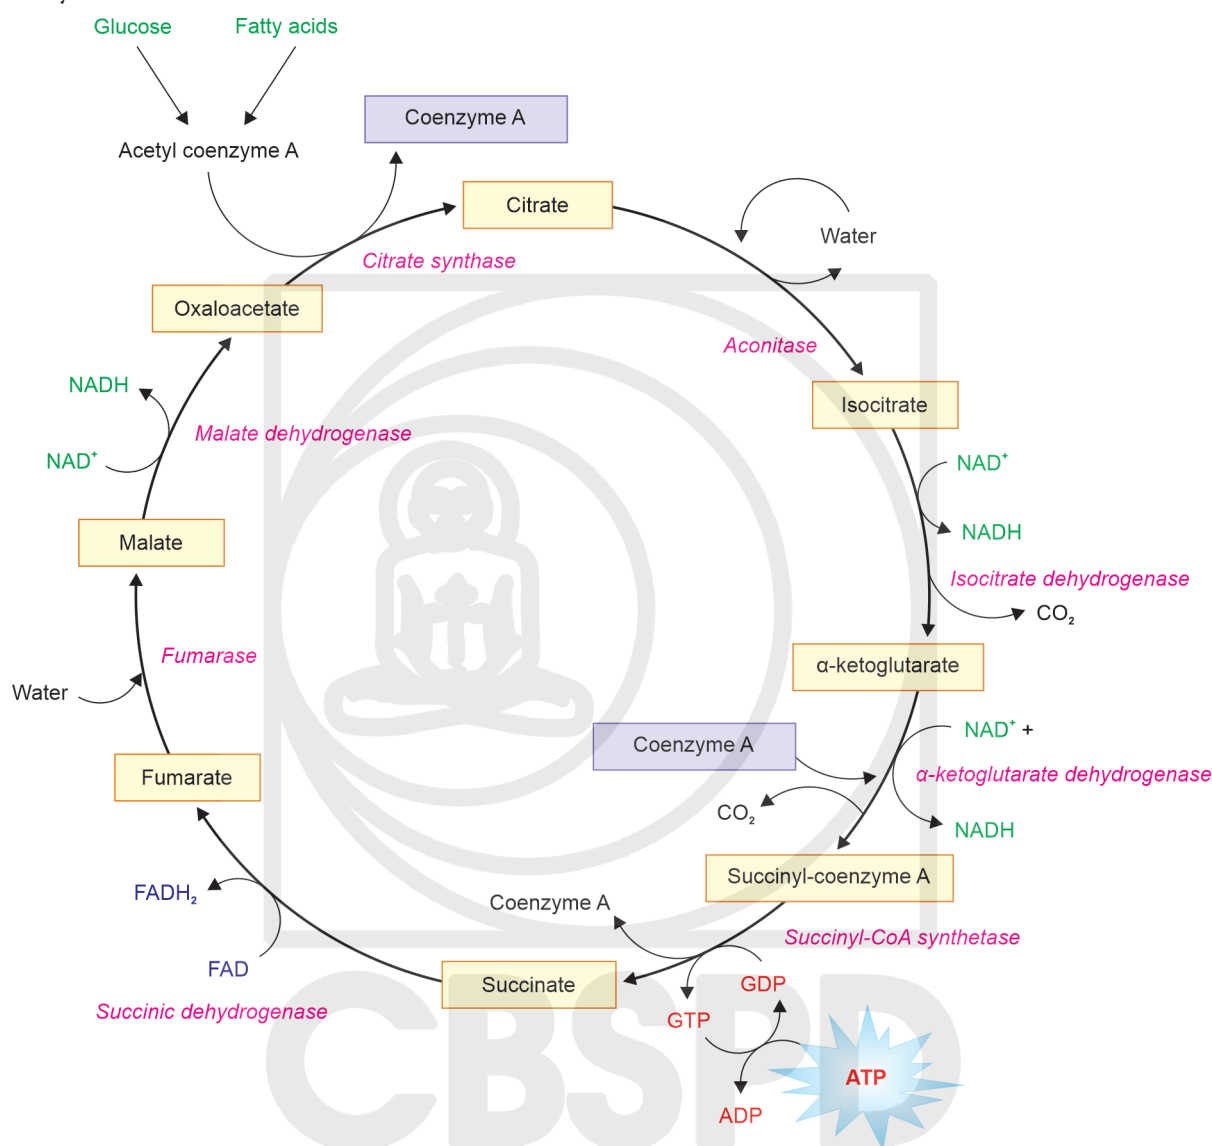 Glucose
Fatty acids
Coenzyme A
Acetyl coenzyme A
Citrate
Water
Citrate synthase
Oxaloacetate
Aconitase
NADH
Isocitrate
Malate dehydrogenase
NAD⁺
NAD⁺
NADH
Malate
Isocitrate dehydrogenase
CO₂
Fumarase
α-ketoglutarate
Water
NAD⁺ +
Coenzyme A
Fumarate
α-ketoglutarate dehydrogenase
CO₂
NADH
Succinyl-coenzyme A
FADH₂
Coenzyme A
Succinyl-CoA synthetase
FAD
Succinate
GDP
Succinic dehydrogenase
GTP
ATP
ADP
CBSPD